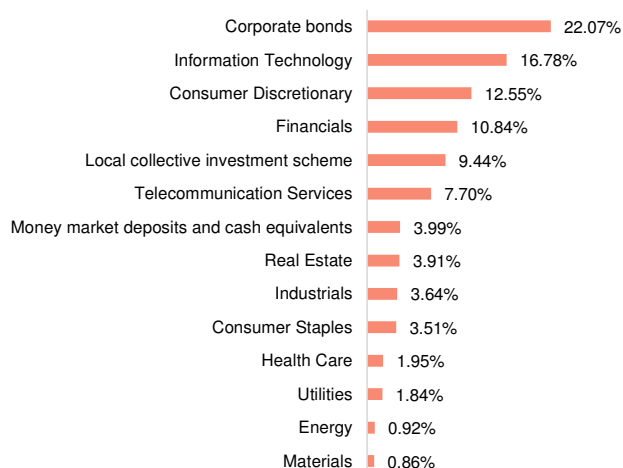 Corporate bonds 22.07%
Information Technology 16.78%
Consumer Discretionary 12.55%
Financials 10.84%
Local collective investment scheme 9.44%
Telecommunication Services 7.70%
Money market deposits and cash equivalents 3.99%
Real Estate 3.91%
Industrials 3.64%
Consumer Staples 3.51%
Health Care 1.95%
Utilities 1.84%
Energy 0.92%
Materials 0.86%